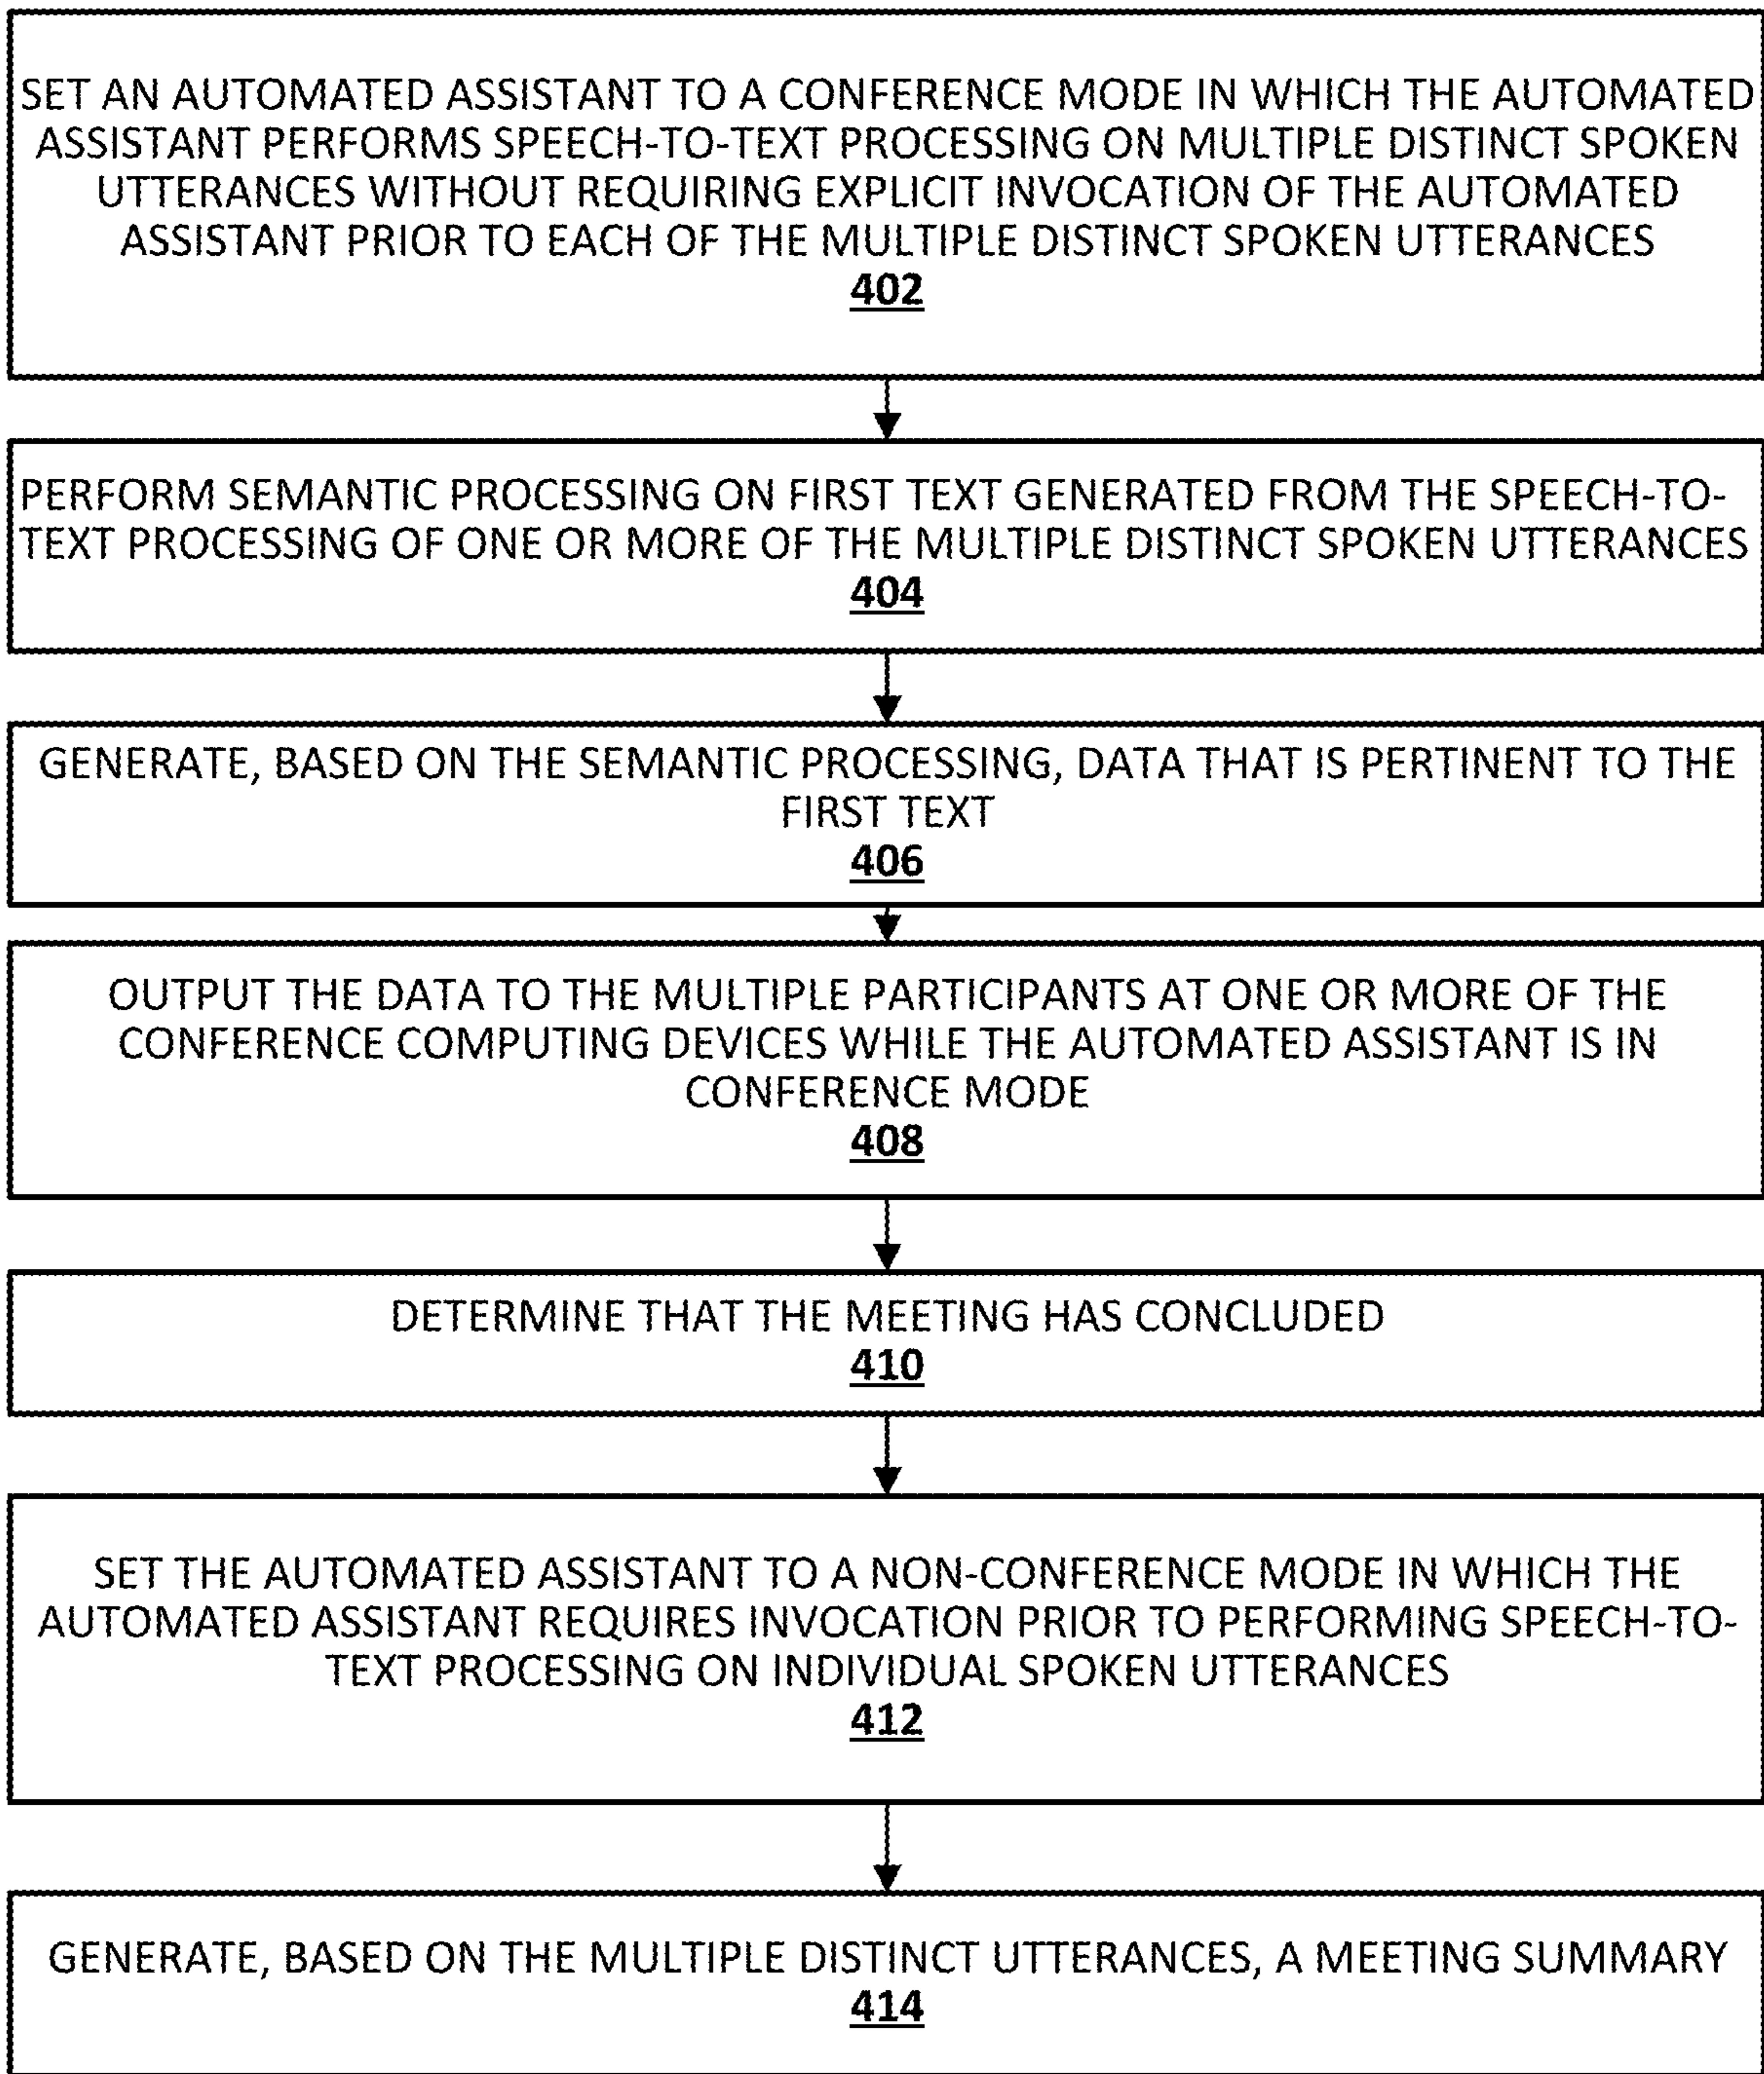 SET AN AUTOMATED ASSISTANT TO A CONFERENCE MODE IN WHICH THE AUTOMATED
ASSISTANT PERFORMS SPEECH-TO-TEXT PROCESSING ON MULTIPLE DISTINCT SPOKEN
UTTERANCES WITHOUT REQUIRING EXPLICIT INVOCATION OF THE AUTOMATED
ASSISTANT PRIOR TO EACH OF THE MULTIPLE DISTINCT SPOKEN UTTERANCES
402
PERFORM SEMANTIC PROCESSING ON FIRST TEXT GENERATED FROM THE SPEECH-TO-
TEXT PROCESSING OF ONE OR MORE OF THE MULTIPLE DISTINCT SPOKEN UTTERANCES
404
GENERATE, BASED ON THE SEMANTIC PROCESSING, DATA THAT IS PERTINENT TO THE
FIRST TEXT
406
OUTPUT THE DATA TO THE MULTIPLE PARTICIPANTS AT ONE OR MORE OF THE
CONFERENCE COMPUTING DEVICES WHILE THE AUTOMATED ASSISTANT IS IN
CONFERENCE MODE
408
DETERMINE THAT THE MEETING HAS CONCLUDED
410
SET THE AUTOMATED ASSISTANT TO A NON-CONFERENCE MODE IN WHICH THE
AUTOMATED ASSISTANT REQUIRES INVOCATION PRIOR TO PERFORMING SPEECH-TO-
TEXT PROCESSING ON INDIVIDUAL SPOKEN UTTERANCES
412
GENERATE, BASED ON THE MULTIPLE DISTINCT UTTERANCES, A MEETING SUMMARY
414